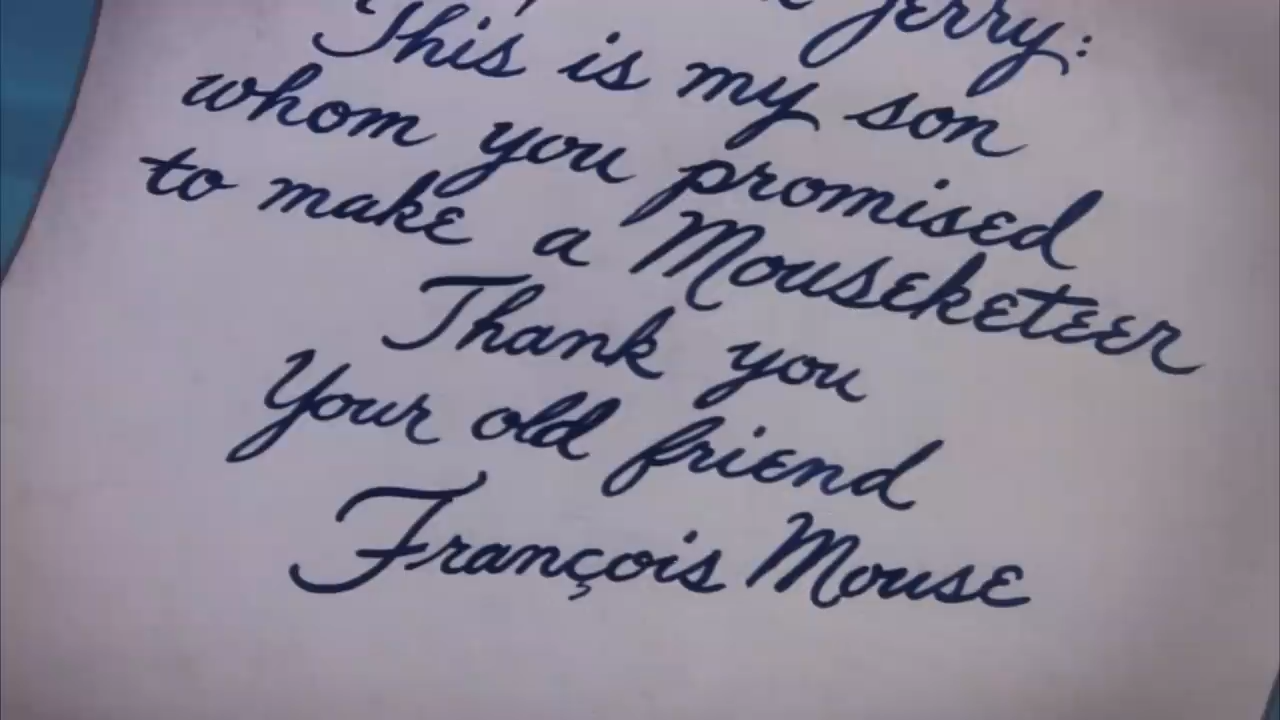 Jerry:
This is my son
whom you promised
to make a Mouseketeer
Thank you
Your old friend
François Mouse